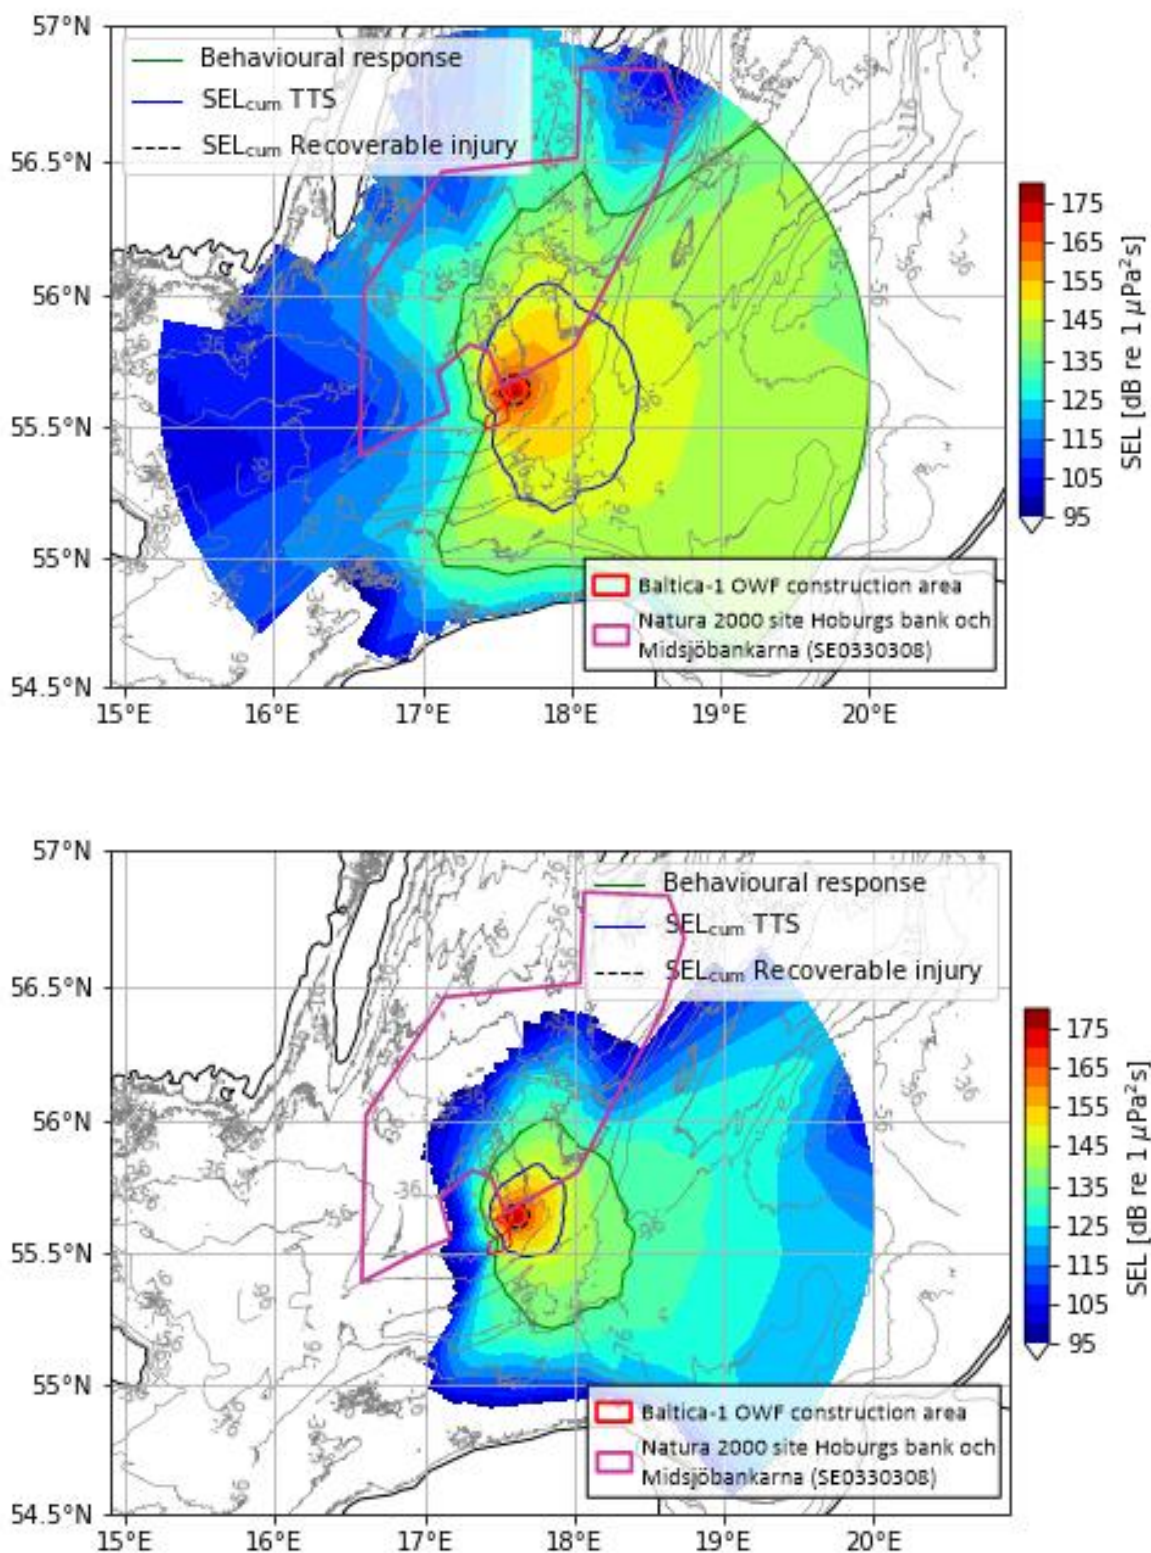 57°N
Behavioural response
SELcum TTS
SELcum Recoverable injury
56.5°N
56°N
55.5°N
55°N
54.5°N
15°E 16°E 17°E 18°E 19°E 20°E
175
165
155
145
135
125
115
105
95
SEL [dB re 1 μPa²s]
Baltica-1 OWF construction area
Natura 2000 site Hoburgs bank och
Midsjöbankarna (SE0330308)
57°N
Behavioural response
SELcum TTS
SELcum Recoverable injury
56.5°N
56°N
55.5°N
55°N
54.5°N
15°E 16°E 17°E 18°E 19°E 20°E
175
165
155
145
135
125
115
105
95
SEL [dB re 1 μPa²s]
Baltica-1 OWF construction area
Natura 2000 site Hoburgs bank och
Midsjöbankarna (SE0330308)